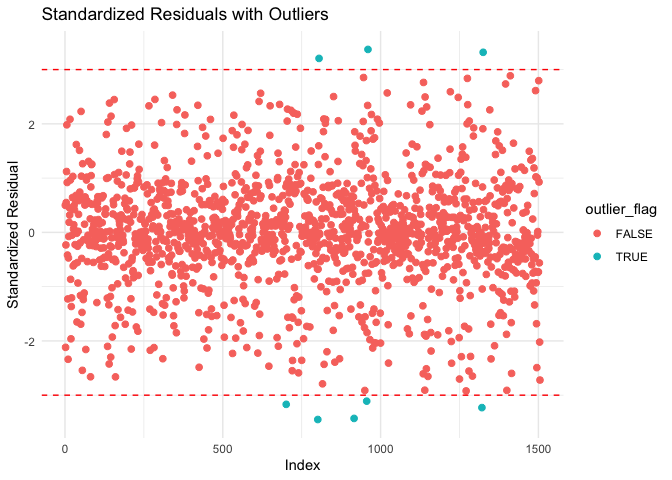 Standardized Residuals with Outliers
Standardized Residual
2
0
-2
0
500
1000
1500
Index
outlier_flag
FALSE
TRUE